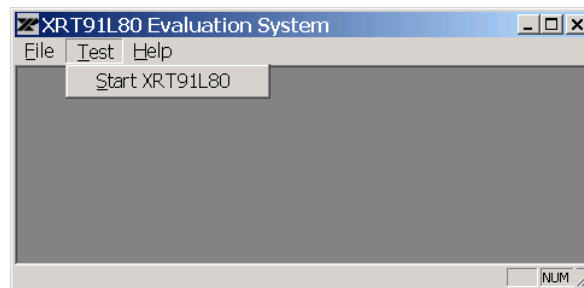 XRT91L80 Evaluation System
File Test Help
Start XRT91L80
NUM